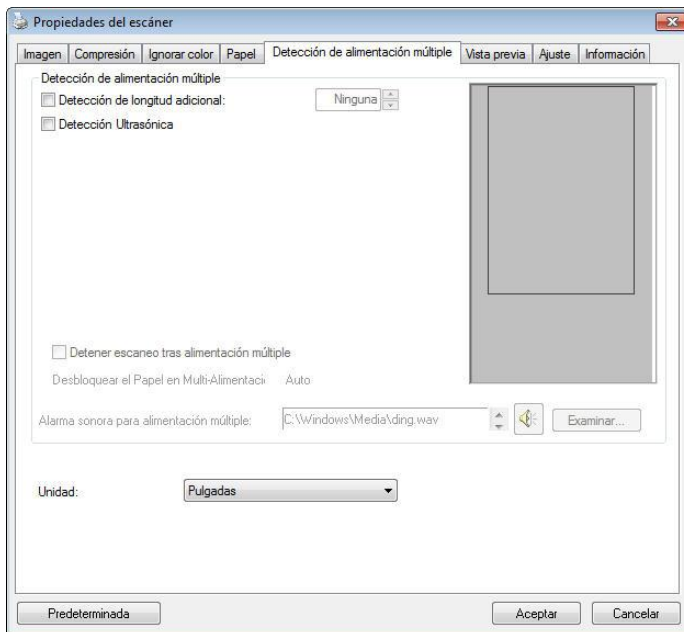 Propiedades del escáner
Imagen Compresión Ignorar color Papel Detección de alimentación múltiple Vista previa Ajuste Información
Detección de alimentación múltiple
Detección de longitud adicional: Ninguna
Detección Ultrasónica
Detener escaneo tras alimentación múltiple
Desbloquear el Papel en Multi-Alimentaci Auto
Alarma sonora para alimentación múltiple: C:\Windows\Media\ding.wav Examinar...
Unidad: Pulgadas
Predeterminada Aceptar Cancelar